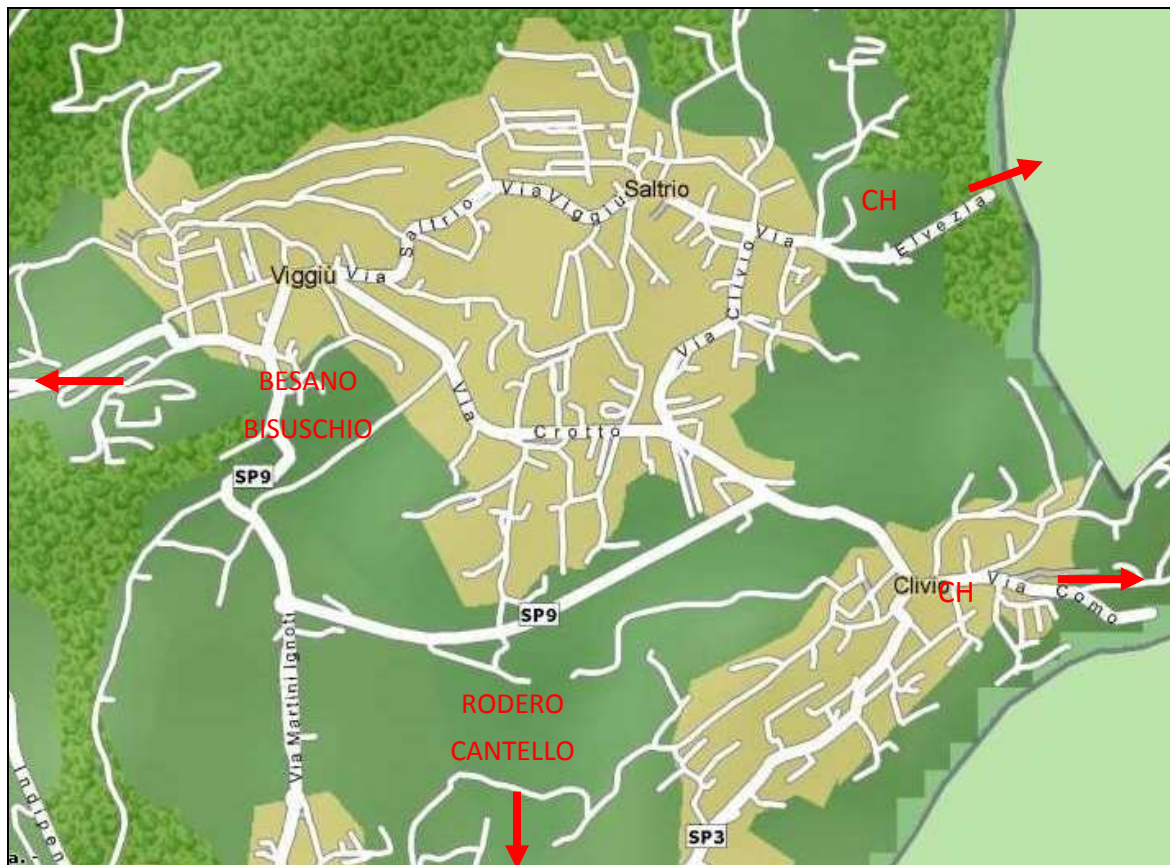 CH
Saltrio
Via Viggiù
Via Saltrio
Via Elvezia
Via Clivio
Viggiù
BESANO
BISUSCHIO
Via Crotto
SP9
SP9
Clivio
CH
Via Como
Via Martini Ignoti
RODERO
CANTELLO
Indipen
SP3
a.